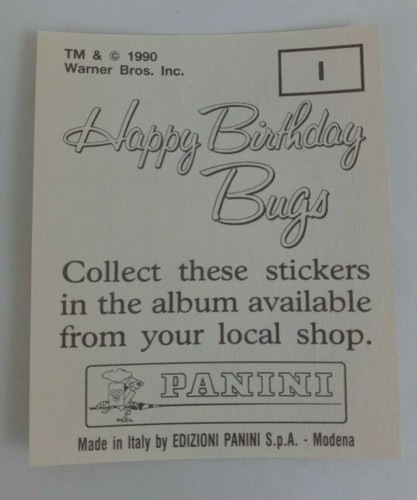 TM & © 1990
Warner Bros. Inc.
1
Happy Birthday
Bugs
Collect these stickers
in the album available
from your local shop.
PANINI
Made in Italy by EDIZIONI PANINI S.p.A. - Modena